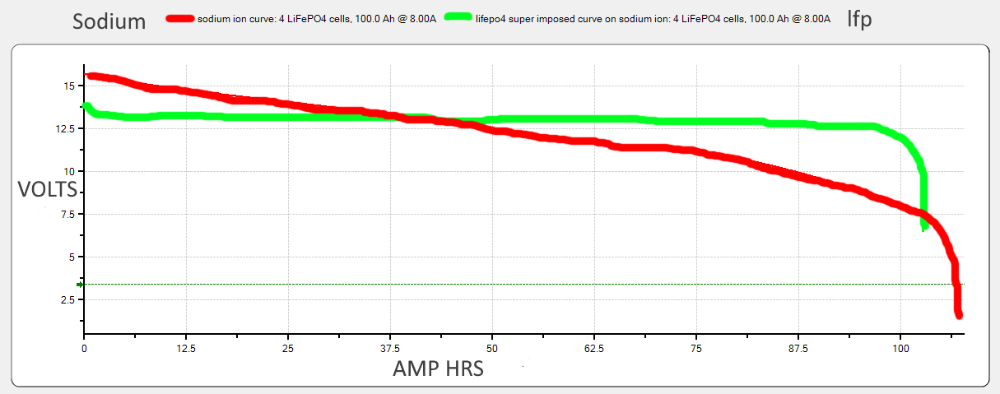 Sodium sodium ion curve: 4 LiFePO4 cells, 100.0 Ah @ 8.00A lifepo4 super imposed curve on sodium ion: 4 LiFePO4 cells, 100.0 Ah @ 8.00A lfp
15
12.5
10
VOLTS
7.5
5
2.5
0 12.5 25 37.5 50 62.5 75 87.5 100
AMP HRS